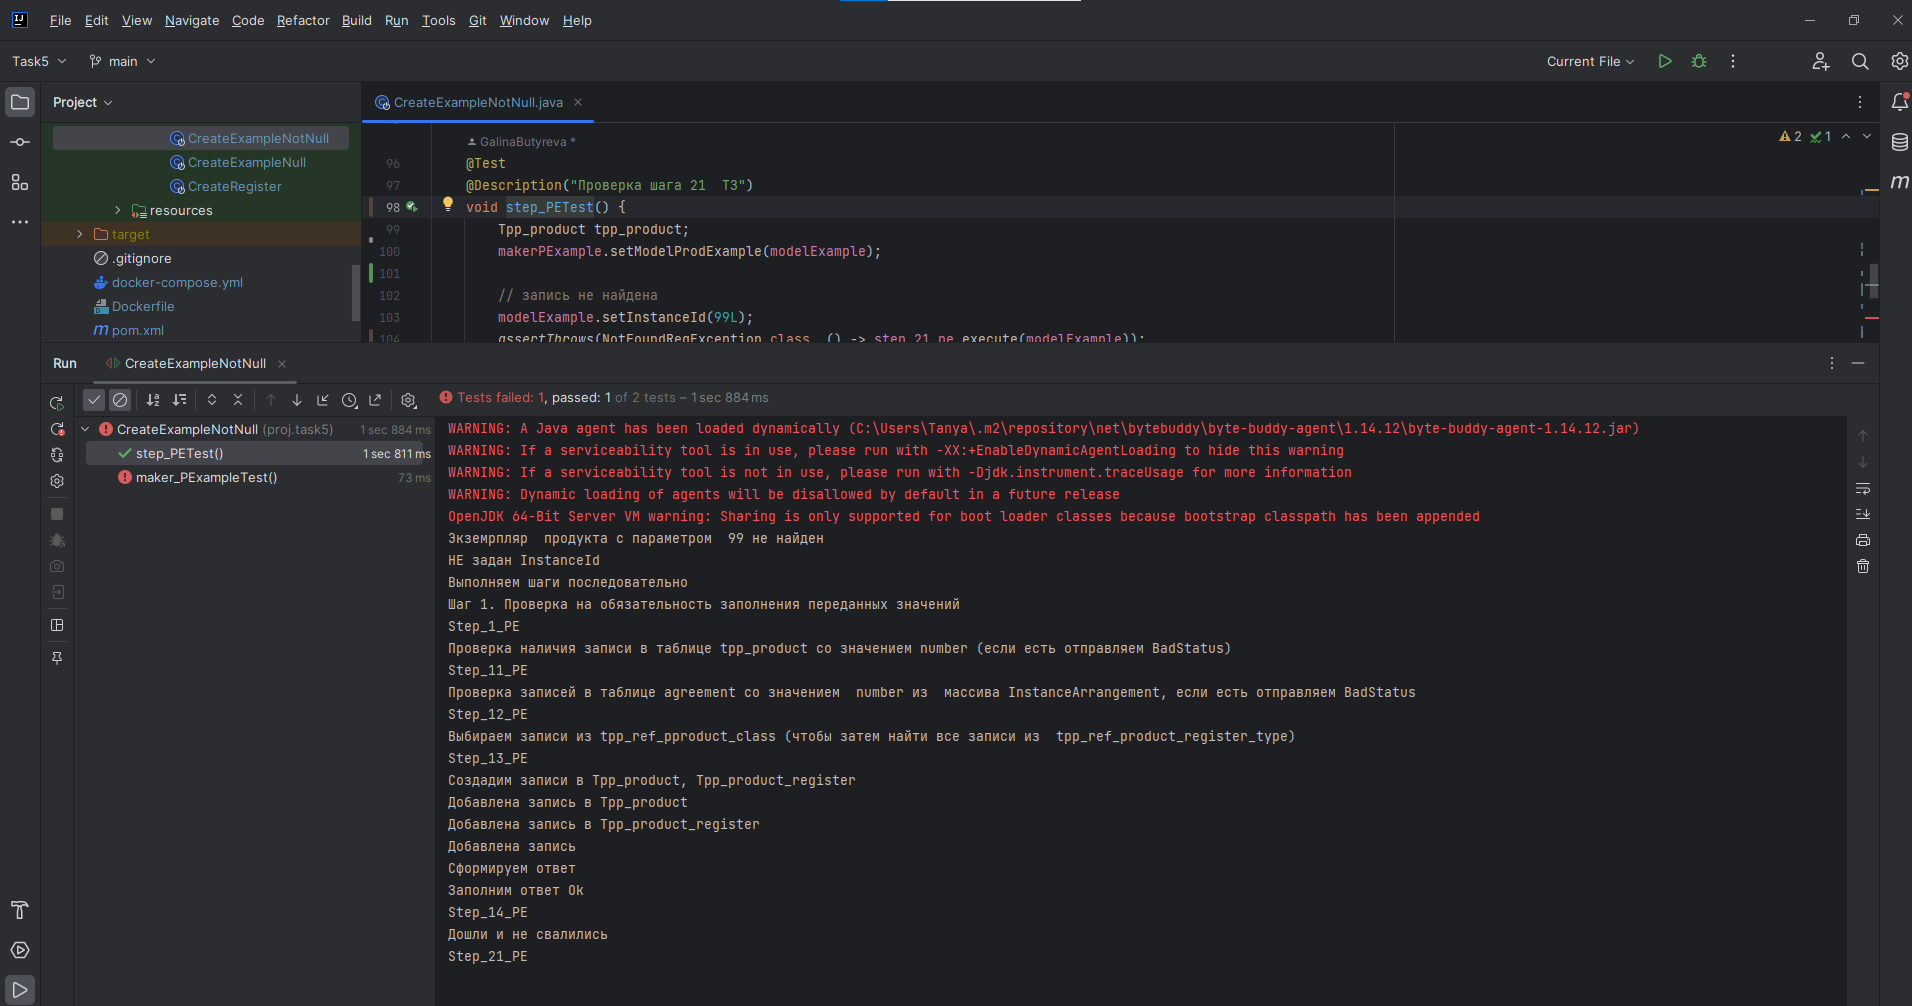 File Edit View Navigate Code Refactor Build Run Tools Git Window Help
Task5 main Current File
Project
CreateExampleNotNull.java
CreateExampleNotNull
CreateExampleNull
CreateRegister
resources
target
.gitignore
docker-compose.yml
Dockerfile
pom.xml
GalinaButyreva *
2 1
96 @Test
97 @Description("Проверка шага 21  ТЗ")
98 void step_PETest() {
99 Tpp_product tpp_product;
100 makerPExample.setModelProdExample(modelExample);
101
102 // запись не найдена
103 modelExample.setInstanceId(99L);
104 assertThrows(NotFoundReqException.class, () -> step_21_pe.execute(modelExample));
Run CreateExampleNotNull
Tests failed: 1, passed: 1 of 2 tests – 1 sec 884 ms
CreateExampleNotNull (proj.task5) 1 sec 884 ms
step_PETest() 1 sec 811 ms
maker_PExampleTest() 73 ms
WARNING: A Java agent has been loaded dynamically (C:\Users\Tanya\.m2\repository\net\bytebuddy\byte-buddy-agent\1.14.12\byte-buddy-agent-1.14.12.jar)
WARNING: If a serviceability tool is in use, please run with -XX:+EnableDynamicAgentLoading to hide this warning
WARNING: If a serviceability tool is not in use, please run with -Djdk.instrument.traceUsage for more information
WARNING: Dynamic loading of agents will be disallowed by default in a future release
OpenJDK 64-Bit Server VM warning: Sharing is only supported for boot loader classes because bootstrap classpath has been appended
Экземрпляр  продукта с параметром  99 не найден
НЕ задан InstanceId
Выполняем шаги последовательно
Шаг 1. Проверка на обязательность заполнения переданных значений
Step_1_PE
Проверка наличия записи в таблице tpp_product со значением number (если есть отправляем BadStatus)
Step_11_PE
Проверка записей в таблице agreement со значением  number из  массива InstanceArrangement, если есть отправляем BadStatus
Step_12_PE
Выбираем записи из tpp_ref_pproduct_class (чтобы затем найти все записи из  tpp_ref_product_register_type)
Step_13_PE
Создадим записи в Tpp_product, Tpp_product_register
Добавлена запись в Tpp_product
Добавлена запись в Tpp_product_register
Добавлена запись
Сформируем ответ
Заполним ответ Ok
Step_14_PE
Дошли и не свалились
Step_21_PE